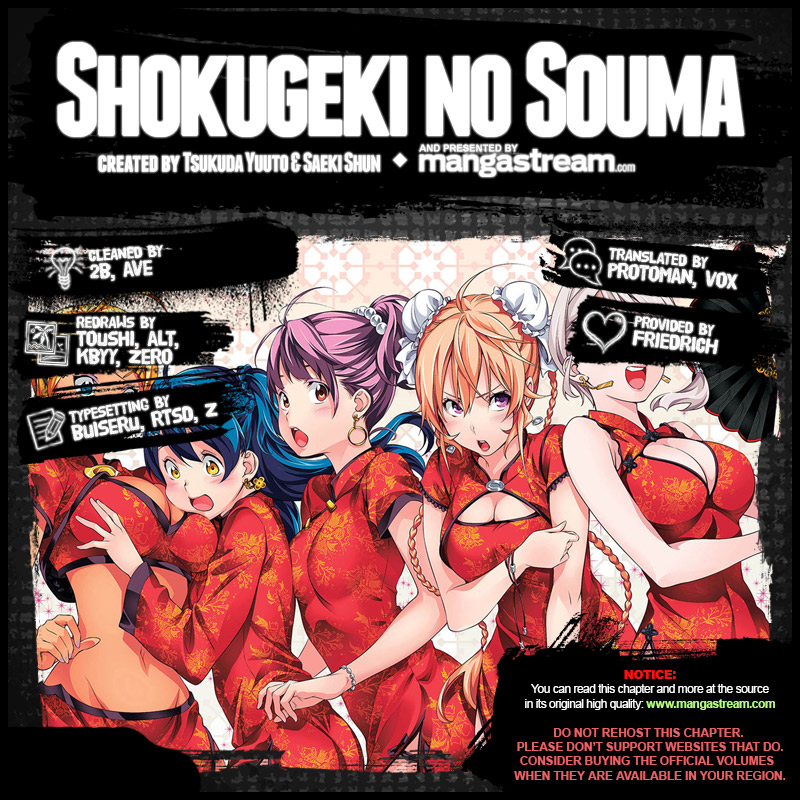 SHOKUGEKI NO SOUMA
CREATED BY TSUKUDA YUUTO & SAEKI SHUN ◆ AND PRESENTED BY
mangastream.com
CLEANED BY
2B, AVE
REDRAWS BY
TOUSHI, ALT,
KBYY, ZERO
TYPESETTING BY
BUISERU, RTSD, Z
TRANSLATED BY
PROTOMAN, VOX
PROVIDED BY
FRIEDRICH
NOTICE:
You can read this chapter and more at the source
in its original high quality: www.mangastream.com
DO NOT REHOST THIS CHAPTER.
PLEASE DON'T SUPPORT WEBSITES THAT DO.
CONSIDER BUYING THE OFFICIAL VOLUMES
WHEN THEY ARE AVAILABLE IN YOUR REGION.